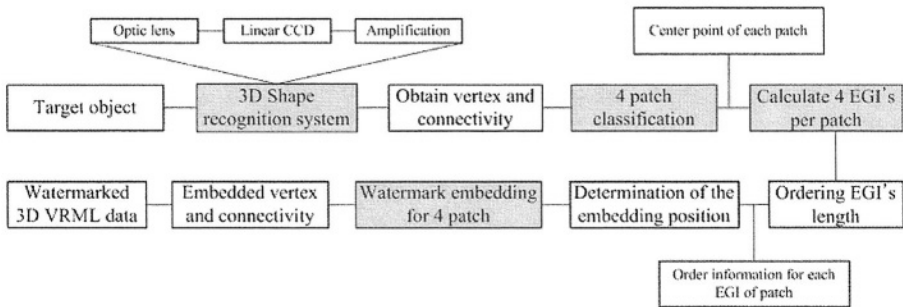 Optic lens
Linear CCD
Amplification
Center point of each patch
Target object
3D Shape
recognition system
Obtain vertex and
connectivity
4 patch
classification
Calculate 4 EGI's
per patch
Watermarked
3D VRML data
Embedded vertex
and connectivity
Watermark embedding
for 4 patch
Determination of the
embedding position
Ordering EGI's
length
Order information for each
EGI of patch